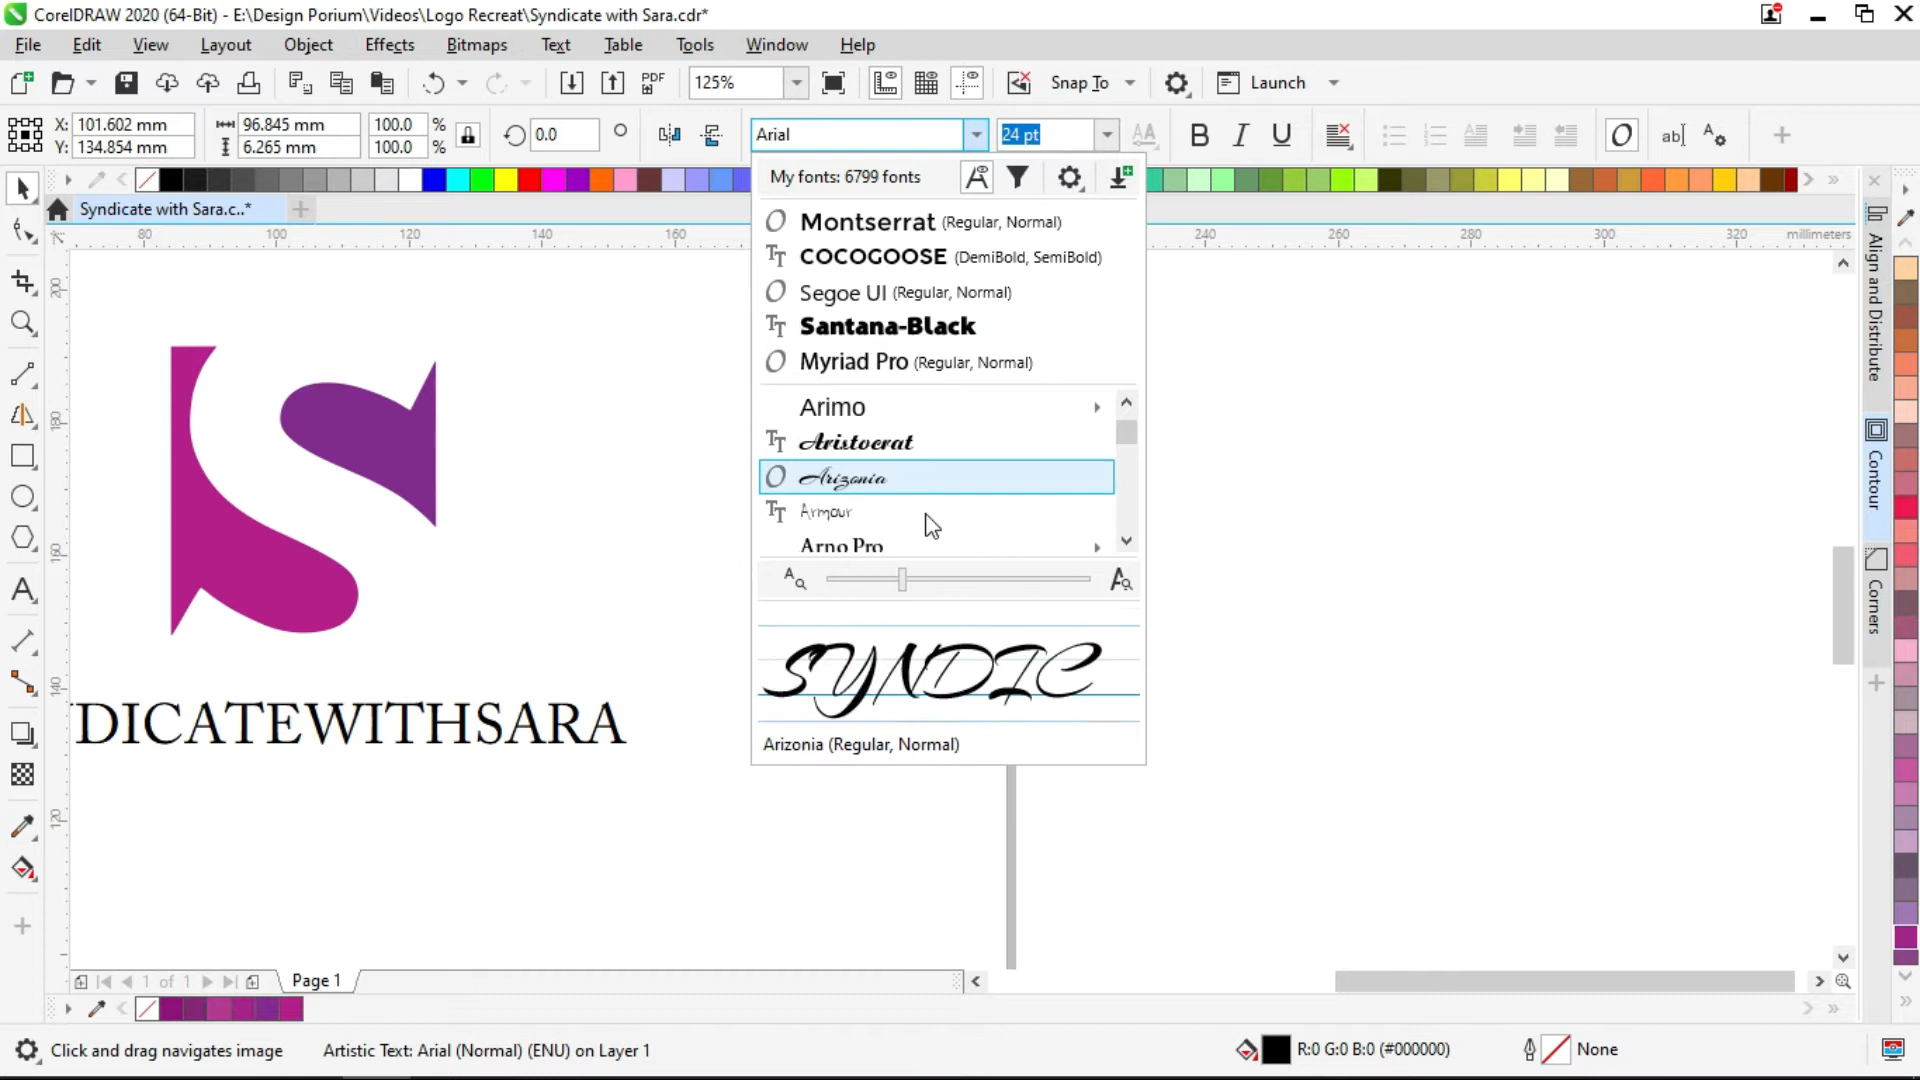 CorelDRAW 2020 (64-Bit) - E:\Design Porium\Videos\Logo Recreat\Syndicate with Sara.cdr*
File Edit View Layout Object Effects Bitmaps Text Table Tools Window Help
PDF 125% Snap To Launch
X: 101.602 mm 96.845 mm 100.0 % 0.0 Arial 24 pt
Y: 134.854 mm 6.265 mm 100.0 %
My fonts: 6799 fonts
Syndicate with Sara.c..*
80 100 120 140 160 240 260 280 300 320 millimeters
200
180
160
140
120
Montserrat (Regular, Normal)
COCOGOOSE (DemiBold, SemiBold)
Segoe UI (Regular, Normal)
Santana-Black
Myriad Pro (Regular, Normal)
Arimo
Aristocrat
Arizonia
Armour
Arno Pro
SYNDIC
Arizonia (Regular, Normal)
DICATEWITHSARA
Align and Distribute
Contour
Corners
1 of 1 Page 1
Click and drag navigates image Artistic Text: Arial (Normal) (ENU) on Layer 1 R:0 G:0 B:0 (#000000) None